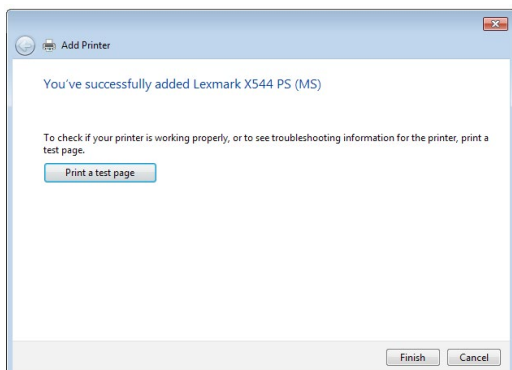 Add Printer
You've successfully added Lexmark X544 PS (MS)
To check if your printer is working properly, or to see troubleshooting information for the printer, print a
test page.
Print a test page
Finish Cancel